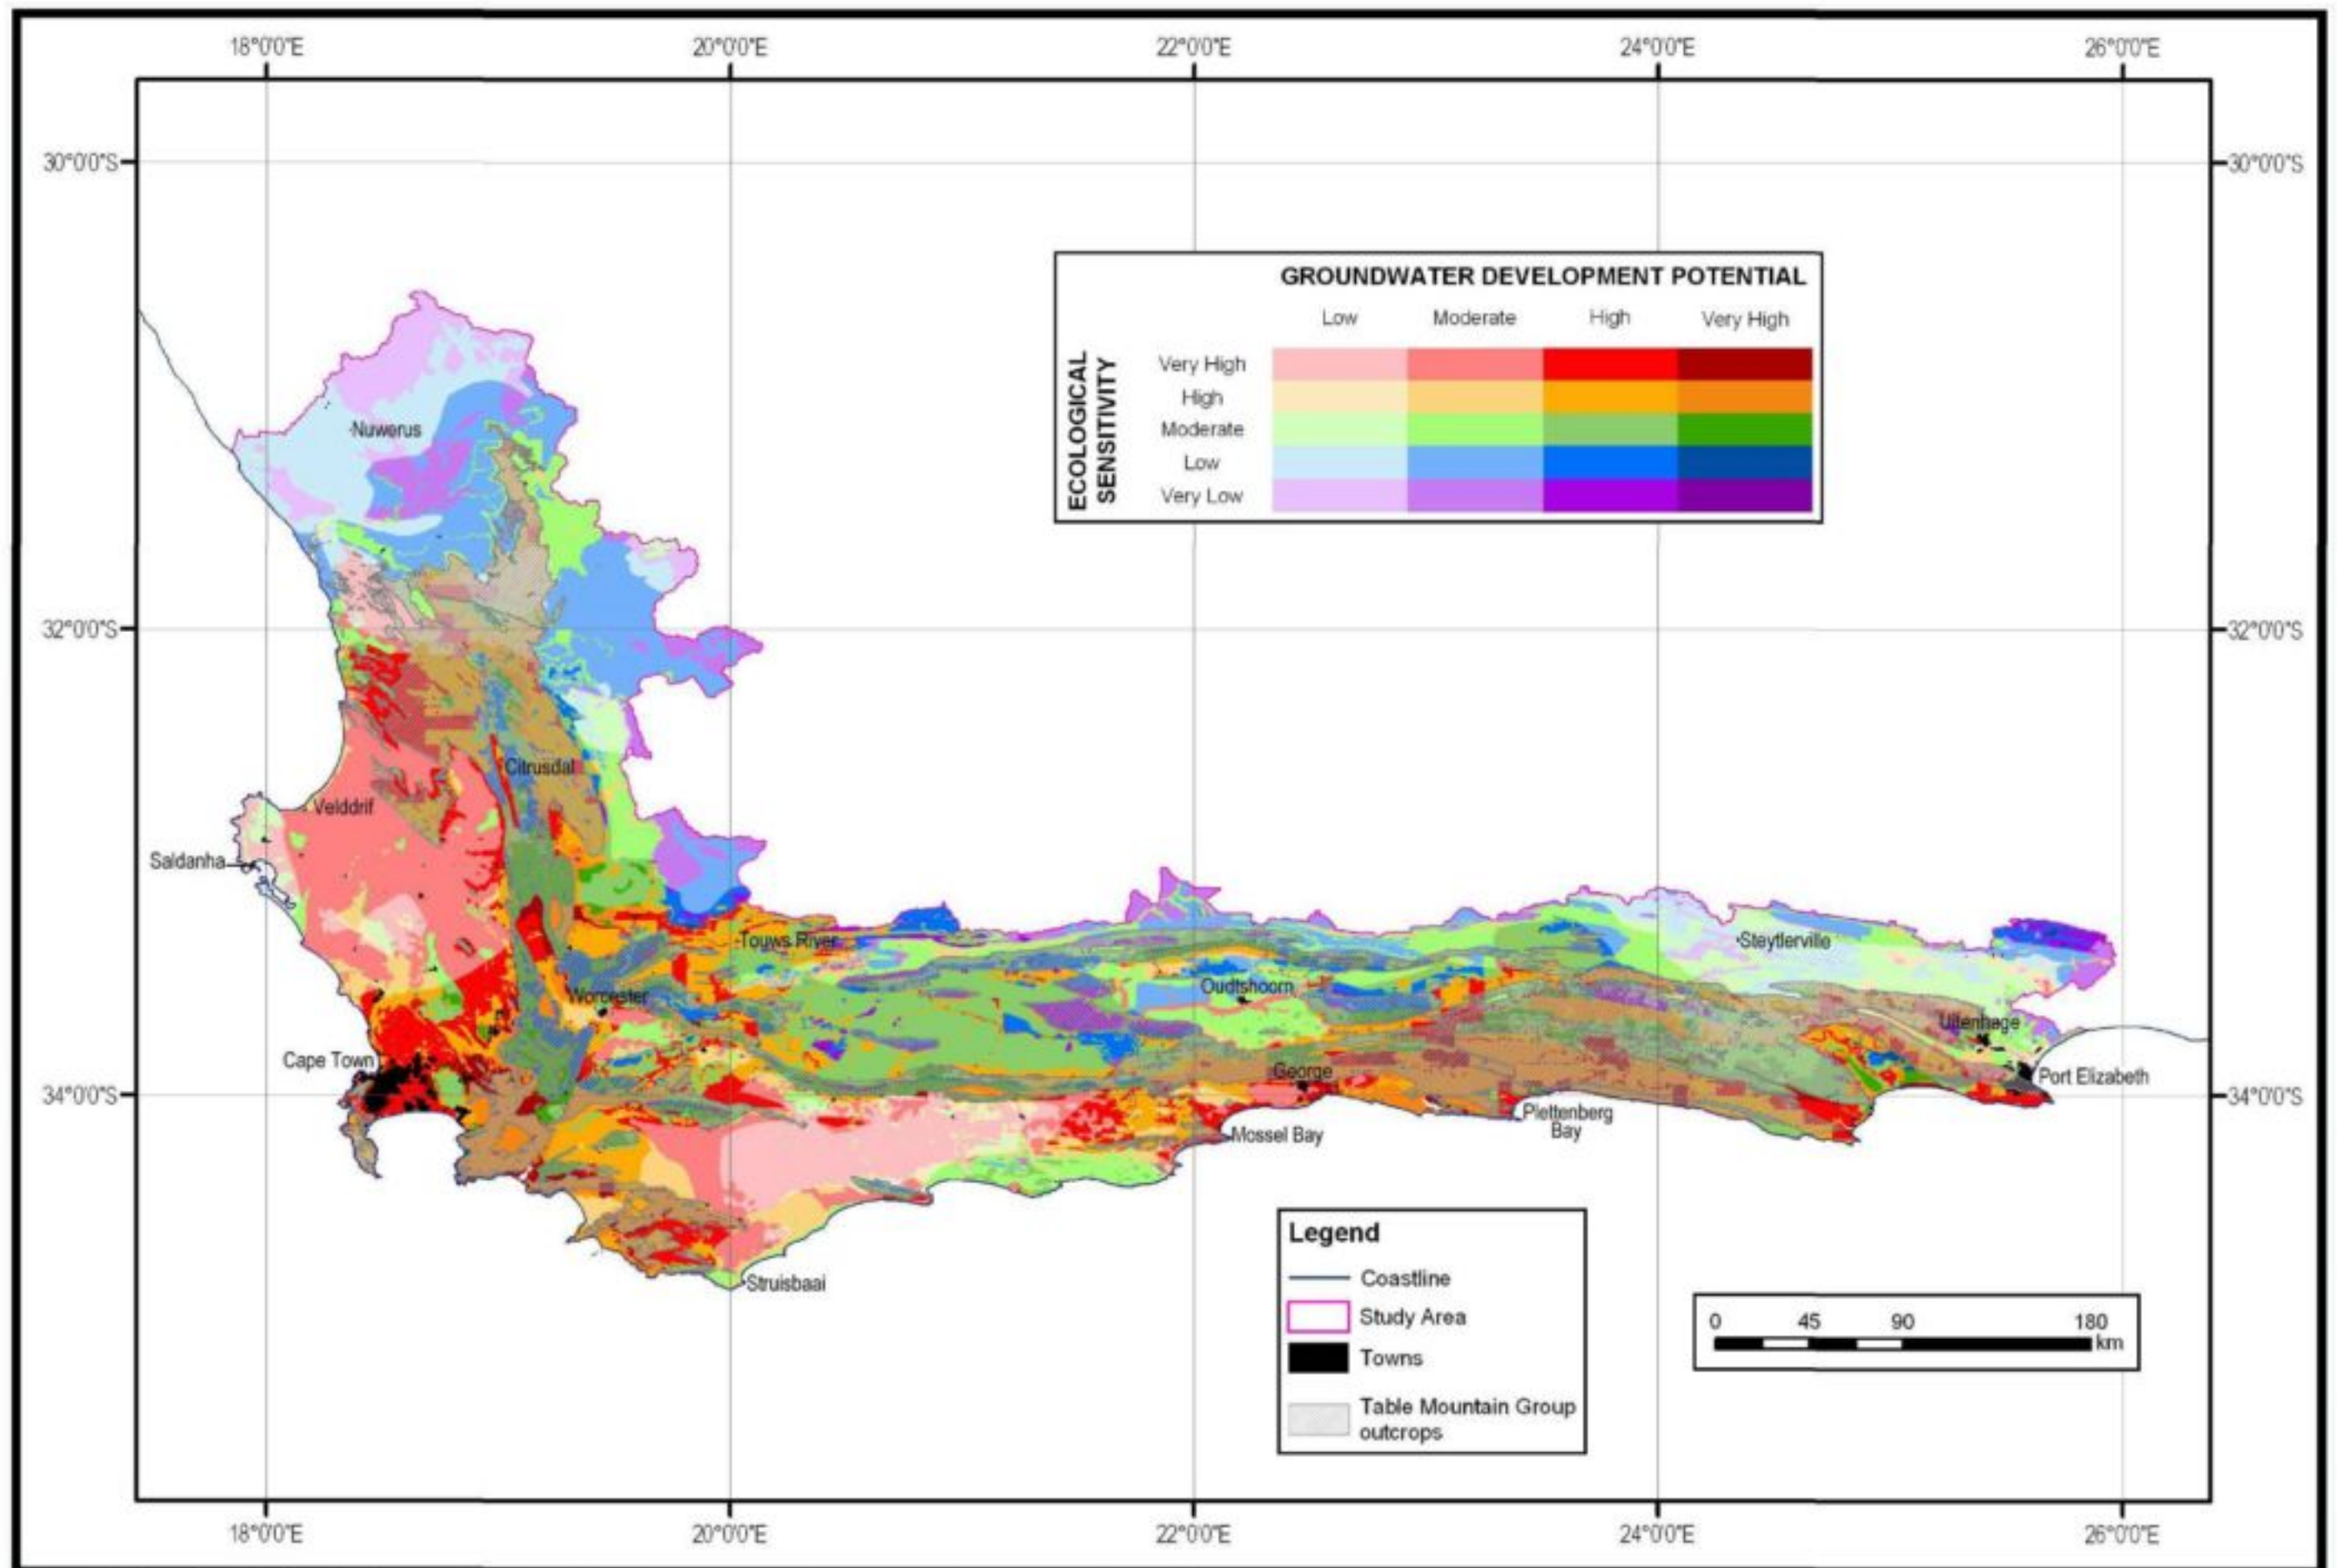 18°0'0"E 20°0'0"E 22°0'0"E 24°0'0"E 26°0'0"E
30°0'0"S 30°0'0"S
GROUNDWATER DEVELOPMENT POTENTIAL
Low Moderate High Very High
ECOLOGICAL
SENSITIVITY
Very High
High
Moderate
Low
Very Low
Nuwerus
32°0'0"S 32°0'0"S
Citrusdal
Velddrif
Saldanha
Touws River
Steytlerville
Oudtshoorn
Worcester
Uitenhage
Cape Town
George
Port Elizabeth
34°0'0"S 34°0'0"S
Plettenberg
Bay
Mossel Bay
Struisbaai
Legend
Coastline
Study Area
Towns
Table Mountain Group
outcrops
0 45 90 180
km
18°0'0"E 20°0'0"E 22°0'0"E 24°0'0"E 26°0'0"E